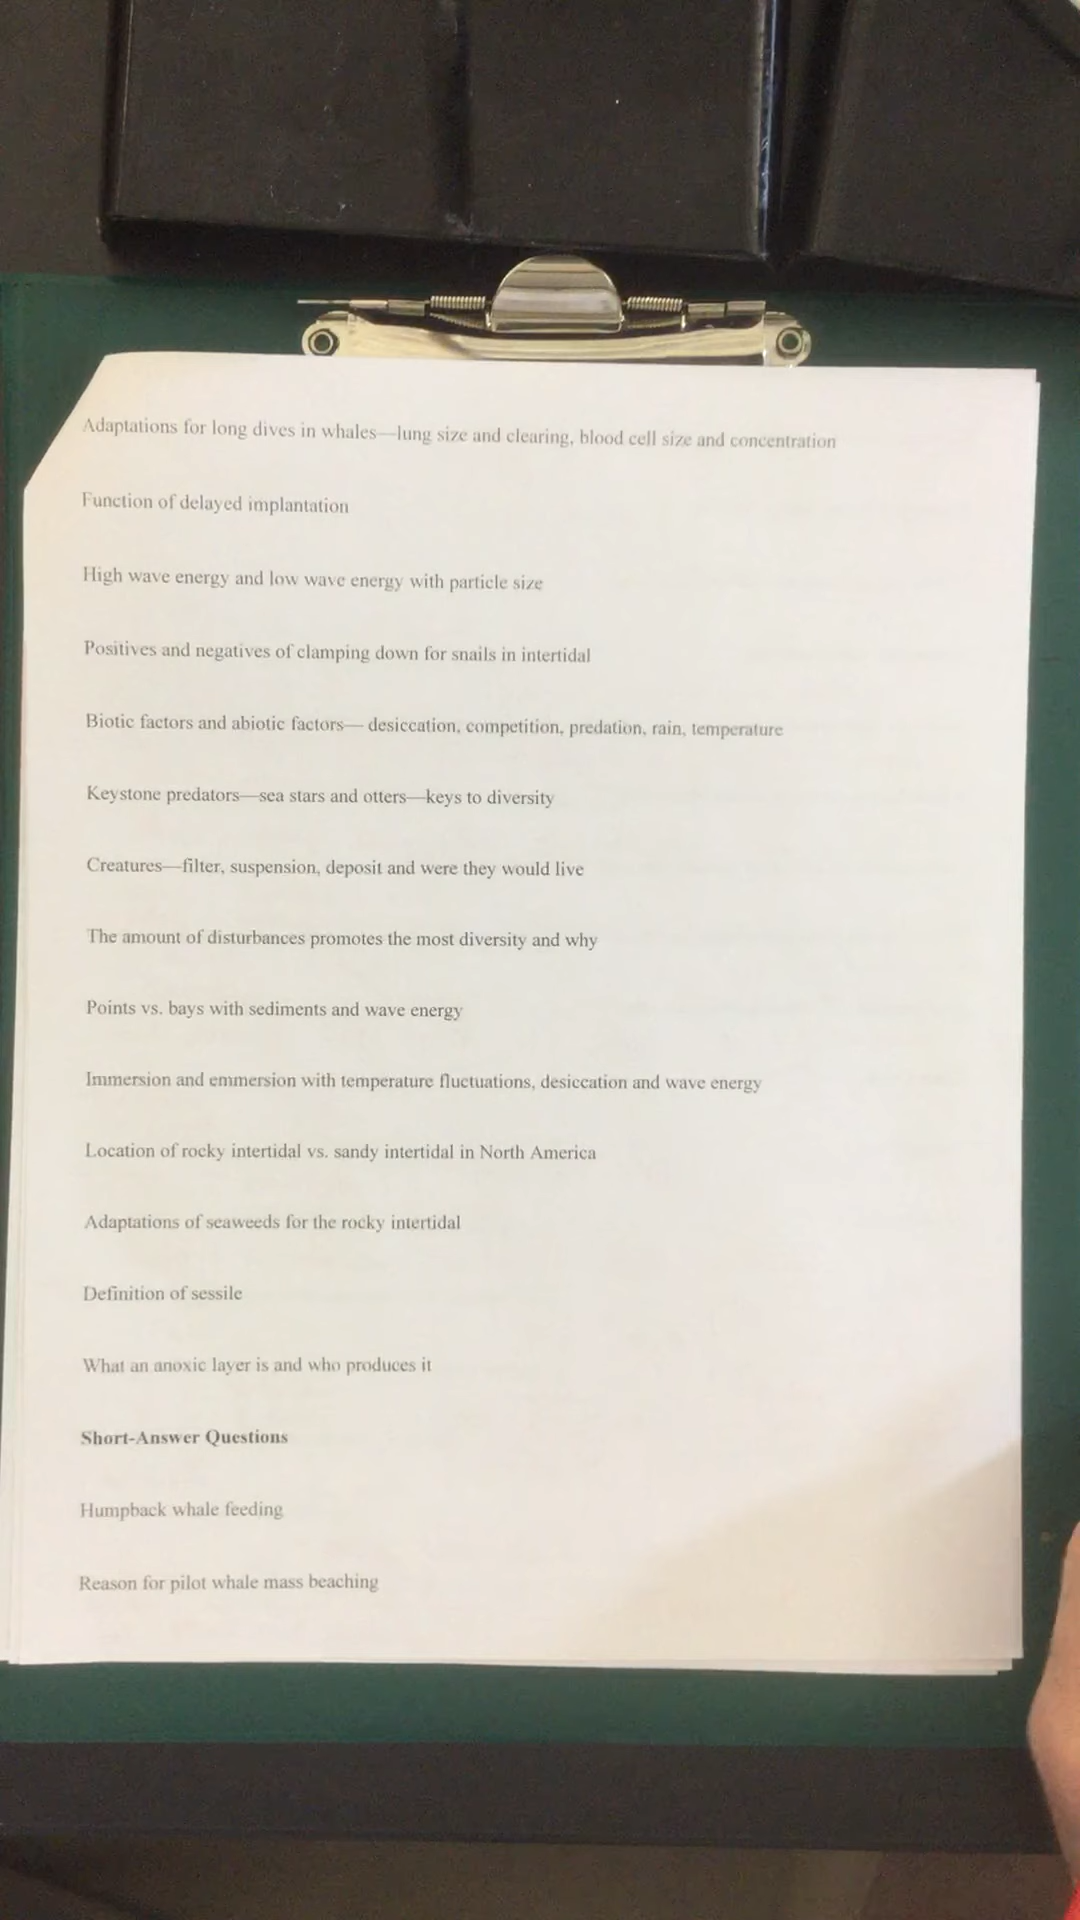 Adaptations for long dives in whales—lung size and clearing, blood cell size and concentration
Function of delayed implantation
High wave energy and low wave energy with particle size
Positives and negatives of clamping down for snails in intertidal
Biotic factors and abiotic factors— desiccation, competition, predation, rain, temperature
Keystone predators—sea stars and otters—keys to diversity
Creatures—filter, suspension, deposit and were they would live
The amount of disturbances promotes the most diversity and why
Points vs. bays with sediments and wave energy
Immersion and emmersion with temperature fluctuations, desiccation and wave energy
Location of rocky intertidal vs. sandy intertidal in North America
Adaptations of seaweeds for the rocky intertidal
Definition of sessile
What an anoxic layer is and who produces it
Short-Answer Questions
Humpback whale feeding
Reason for pilot whale mass beaching